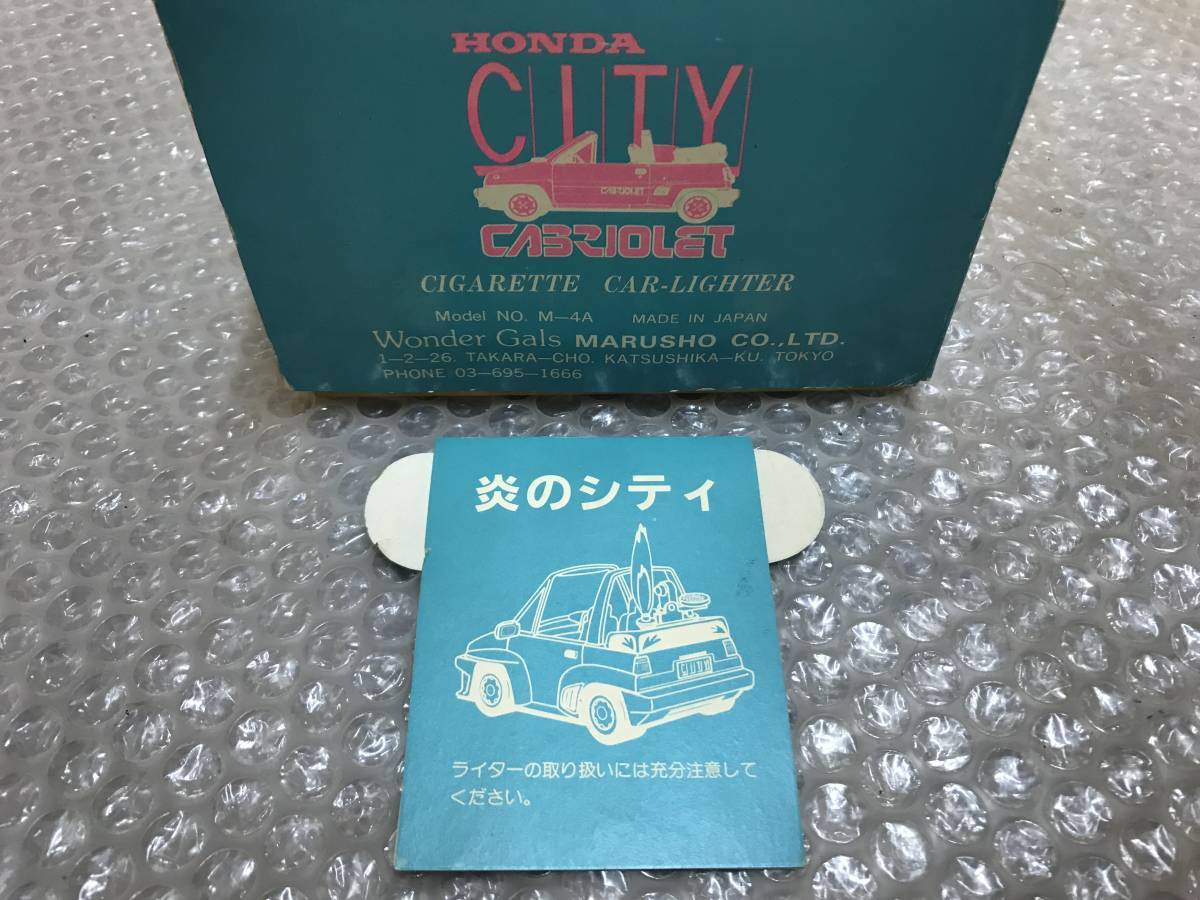 HONDA
CITY
CABRIOLET
CABRIOLET
CIGARETTE CAR-LIGHTER
Model NO. M—4A MADE IN JAPAN
Wonder Gals MARUSHO CO.,LTD.
1—2—26. TAKARA—CHO. KATSUSHIKA—KU. TOKYO
PHONE 03—695—1666
炎のシティ
ライターの取り扱いには充分注意して
ください。